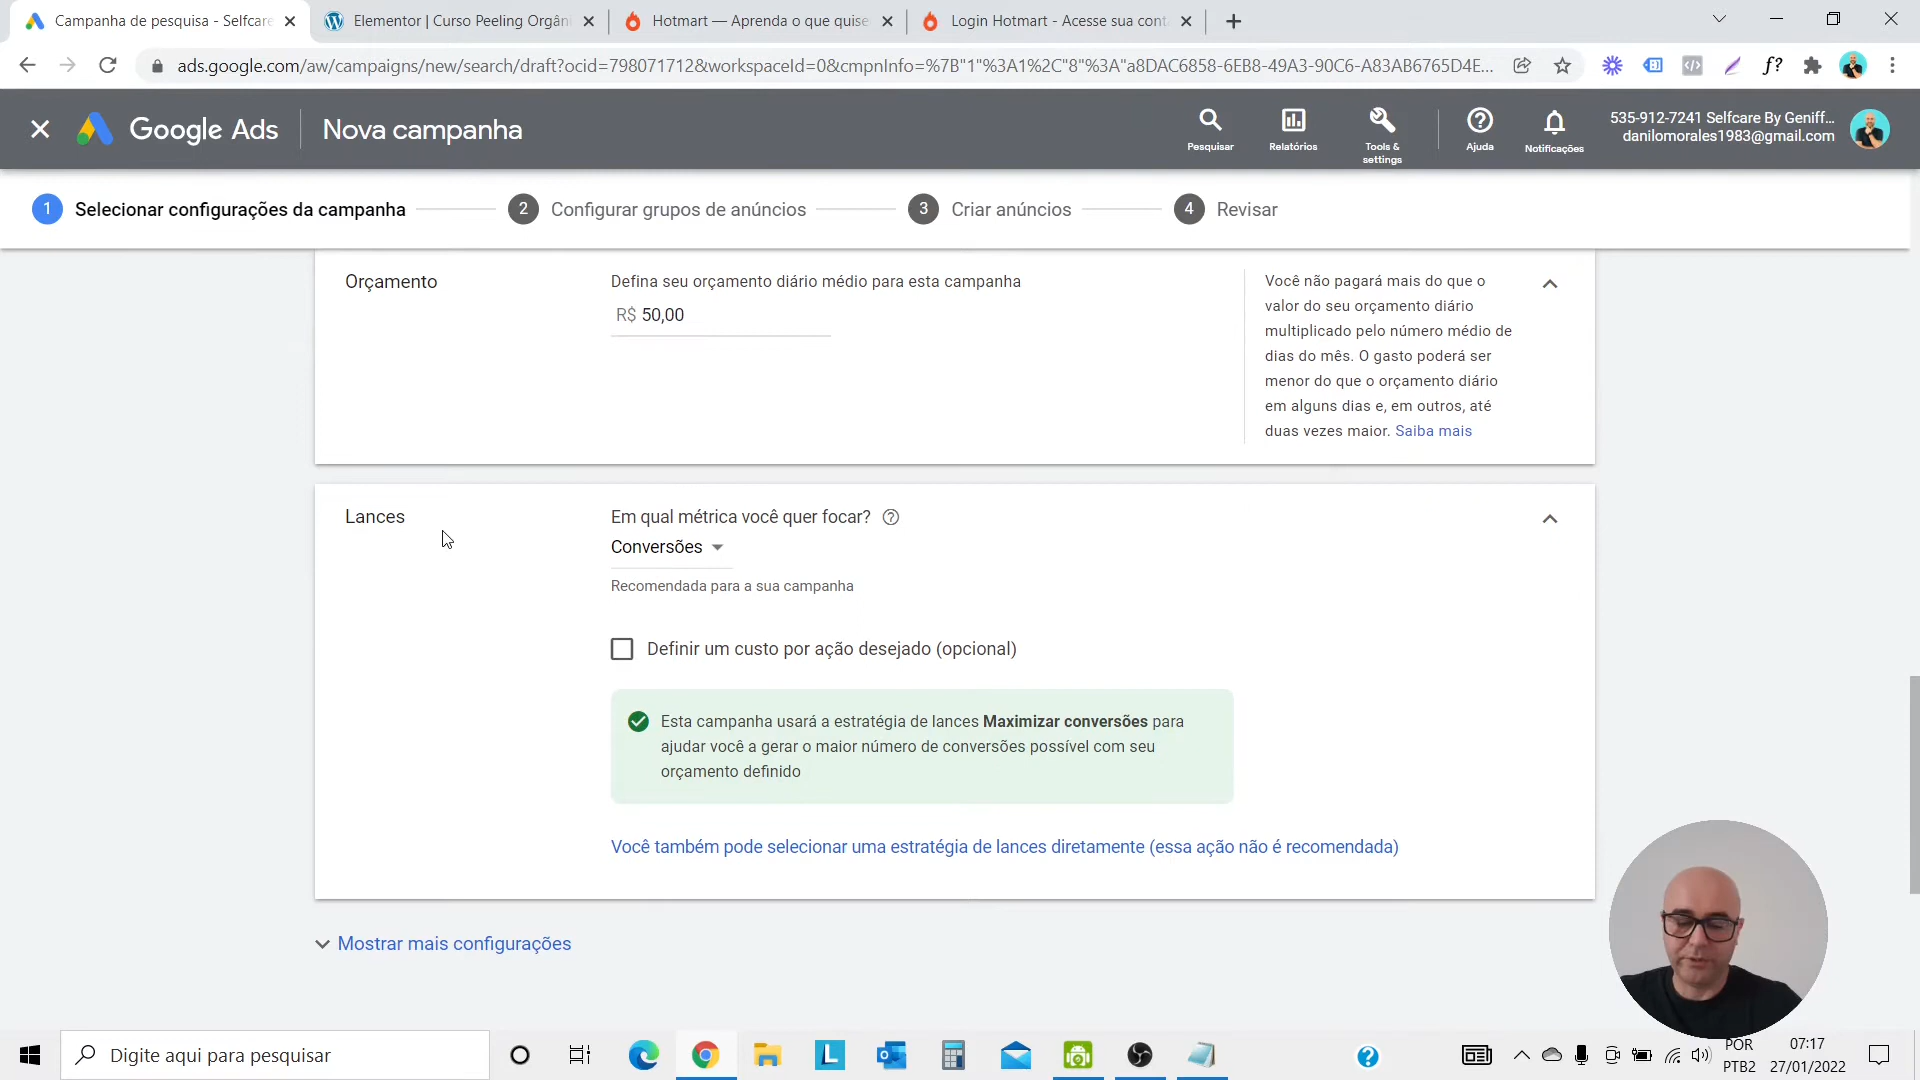 Campanha de pesquisa - Selfcare
Elementor | Curso Peeling Orgân
Hotmart — Aprenda o que quise
Login Hotmart - Acesse sua cont
ads.google.com/aw/campaigns/new/search/draft?ocid=798071712&workspaceId=0&cmpnInfo=%7B"1"%3A1%2C"8"%3A"a8DAC6858-6EB8-49A3-90C6-A83AB6765D4E...
f?
Google Ads
Nova campanha
Pesquisar
Relatórios
Tools &
settings
Ajuda
Notificações
535-912-7241 Selfcare By Geniff...
danilomorales1983@gmail.com
1 Selecionar configurações da campanha
2 Configurar grupos de anúncios
3 Criar anúncios
4 Revisar
Orçamento
Defina seu orçamento diário médio para esta campanha
R$ 50,00
Você não pagará mais do que o
valor do seu orçamento diário
multiplicado pelo número médio de
dias do mês. O gasto poderá ser
menor do que o orçamento diário
em alguns dias e, em outros, até
duas vezes maior. Saiba mais
Lances
Em qual métrica você quer focar?
Conversões
Recomendada para a sua campanha
Definir um custo por ação desejado (opcional)
Esta campanha usará a estratégia de lances Maximizar conversões para
ajudar você a gerar o maior número de conversões possível com seu
orçamento definido
Você também pode selecionar uma estratégia de lances diretamente (essa ação não é recomendada)
Mostrar mais configurações
Digite aqui para pesquisar
L
POR
PTB2
07:17
27/01/2022